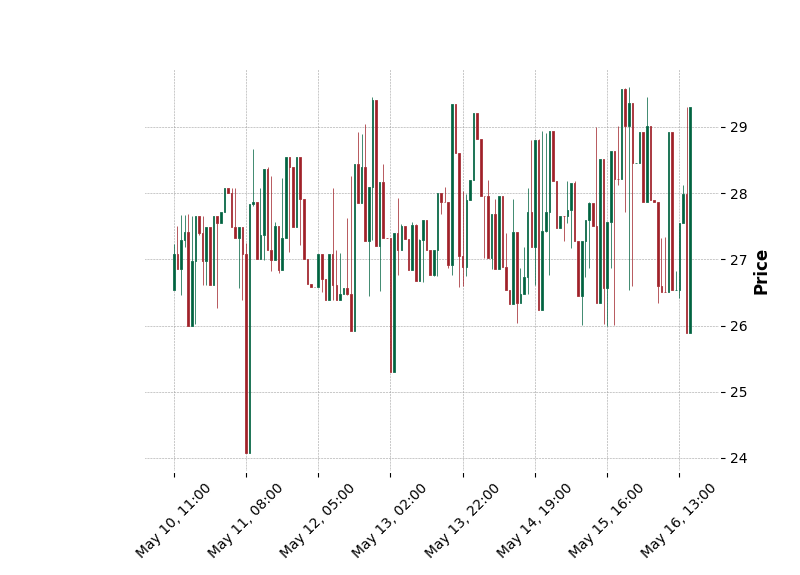 29
28
27
26
25
24
Price
May 10, 11:00
May 11, 08:00
May 12, 05:00
May 13, 02:00
May 13, 22:00
May 14, 19:00
May 15, 16:00
May 16, 13:00